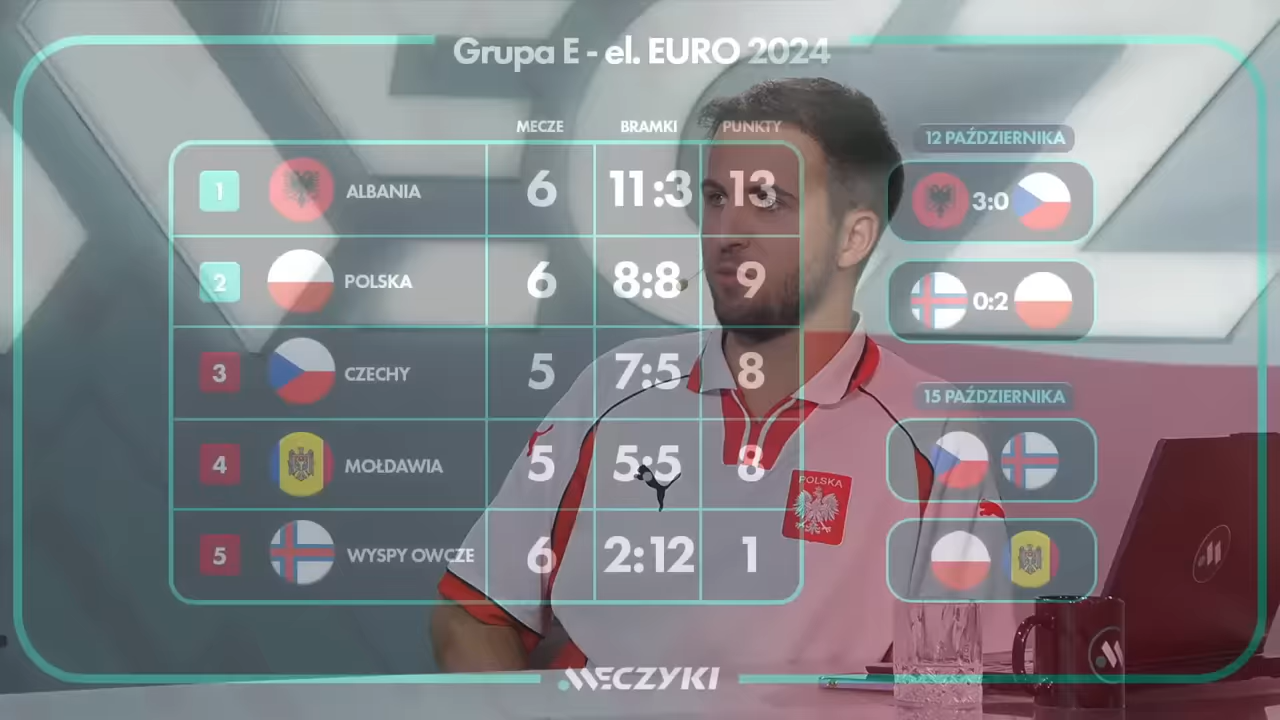 Grupa E - el. EURO 2024
MECZE BRAMKI PUNKTY
1 ALBANIA 6 11:3 13
2 POLSKA 6 8:8 9
3 CZECHY 5 7:5 8
4 MOŁDAWIA 5 5:5 8
5 WYSPY OWCZE 6 2:12 1
12 PAŹDZIERNIKA
3:0
0:2
15 PAŹDZIERNIKA
POLSKA
MECZYKI